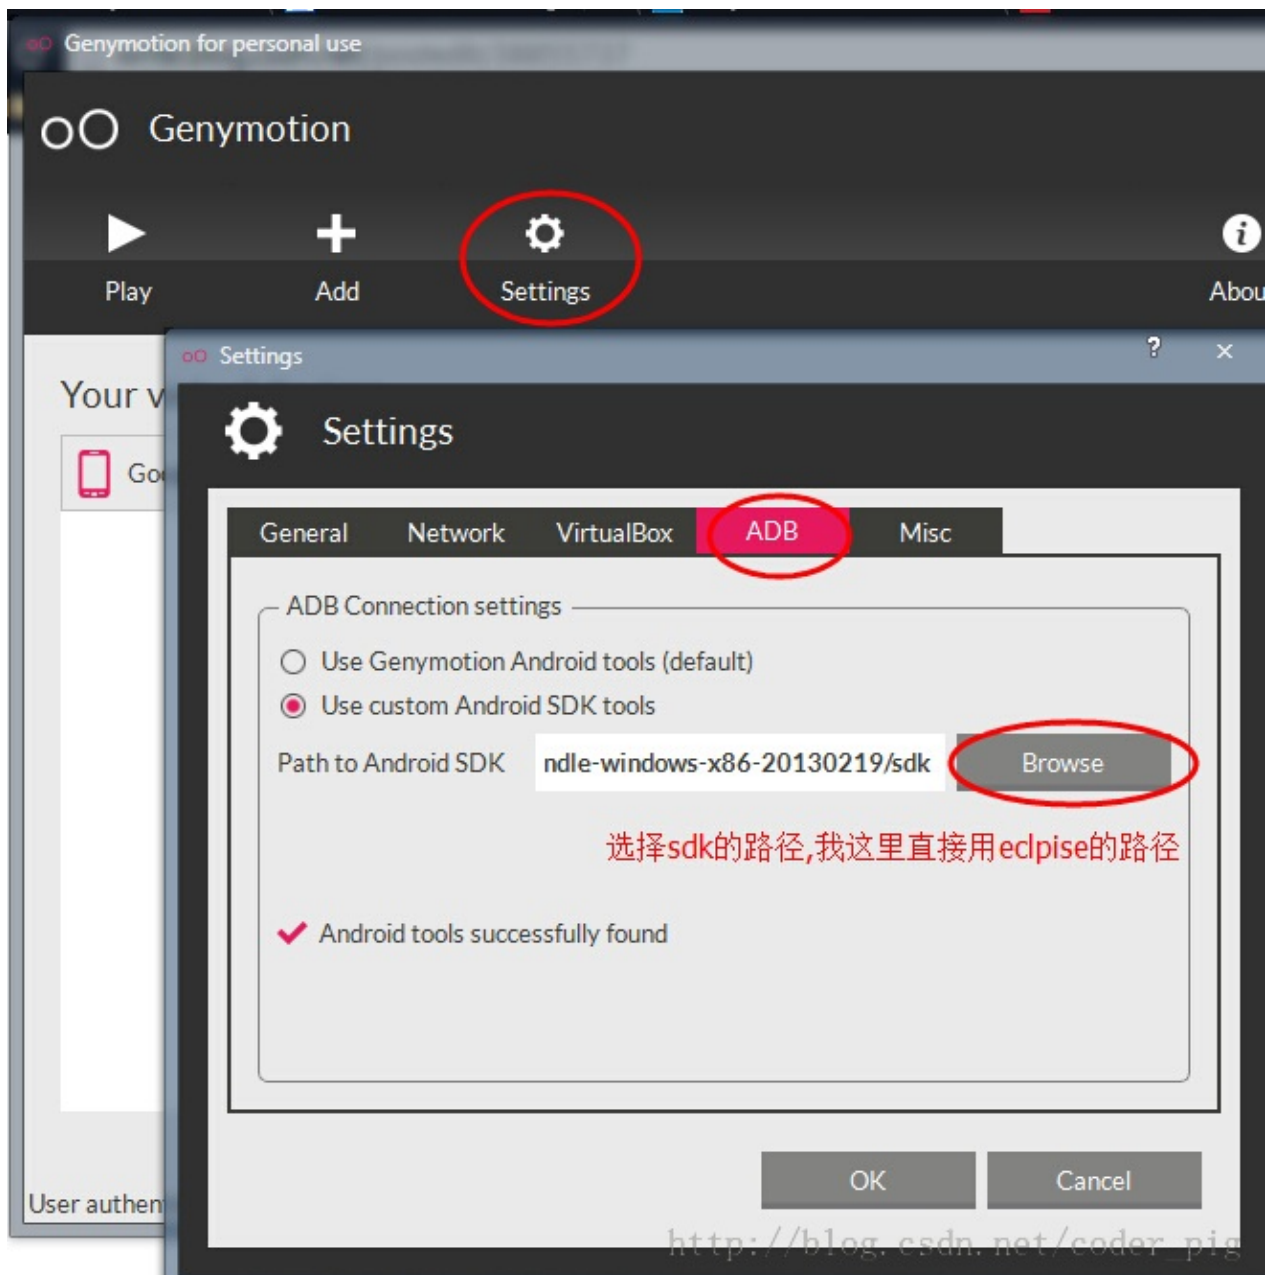 Genymotion for personal use
Genymotion
Play
Add
Settings
Abou
Settings
Your v
Settings
Goo
General
Network
VirtualBox
ADB
Misc
ADB Connection settings
Use Genymotion Android tools (default)
Use custom Android SDK tools
Path to Android SDK
ndle-windows-x86-20130219/sdk
Browse
选择sdk的路径,我这里直接用eclpise的路径
Android tools successfully found
OK
Cancel
User authen
http://blog.csdn.net/coder_pig